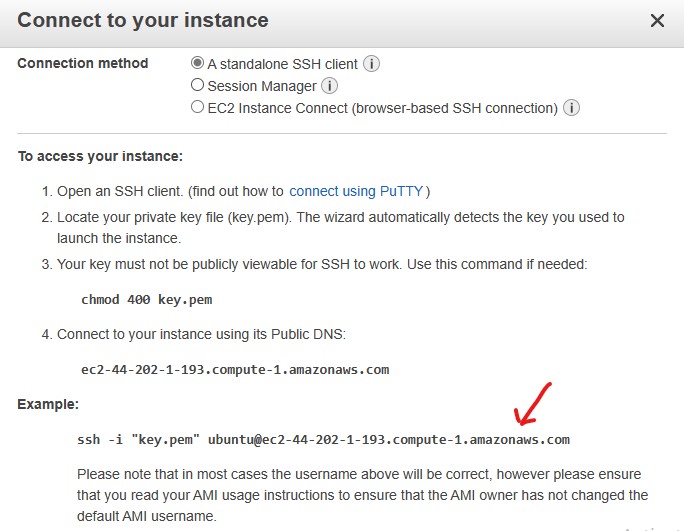 Connect to your instance
Connection method
A standalone SSH client
Session Manager
EC2 Instance Connect (browser-based SSH connection)
To access your instance:
1. Open an SSH client. (find out how to connect using PuTTY )
2. Locate your private key file (key.pem). The wizard automatically detects the key you used to
launch the instance.
3. Your key must not be publicly viewable for SSH to work. Use this command if needed:
chmod 400 key.pem
4. Connect to your instance using its Public DNS:
ec2-44-202-1-193.compute-1.amazonaws.com
Example:
ssh -i "key.pem" ubuntu@ec2-44-202-1-193.compute-1.amazonaws.com
Please note that in most cases the username above will be correct, however please ensure
that you read your AMI usage instructions to ensure that the AMI owner has not changed the
default AMI username.